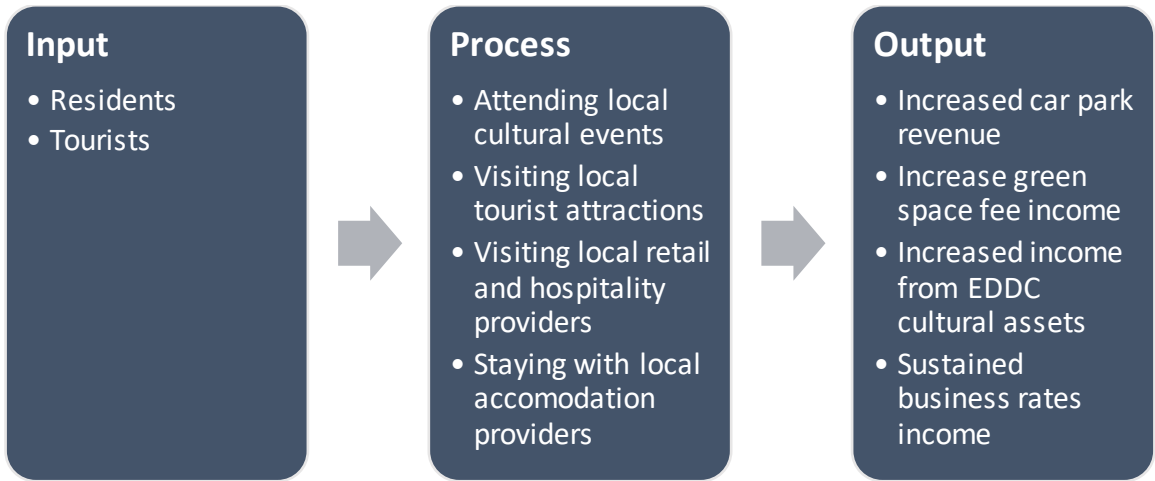 Input
• Residents
• Tourists
Process
• Attending local
cultural events
• Visiting local
tourist attractions
• Visiting local retail
and hospitality
providers
• Staying with local
accomodation
providers
Output
• Increased car park
revenue
• Increase green
space fee income
• Increased income
from EDDC
cultural assets
• Sustained
business rates
income